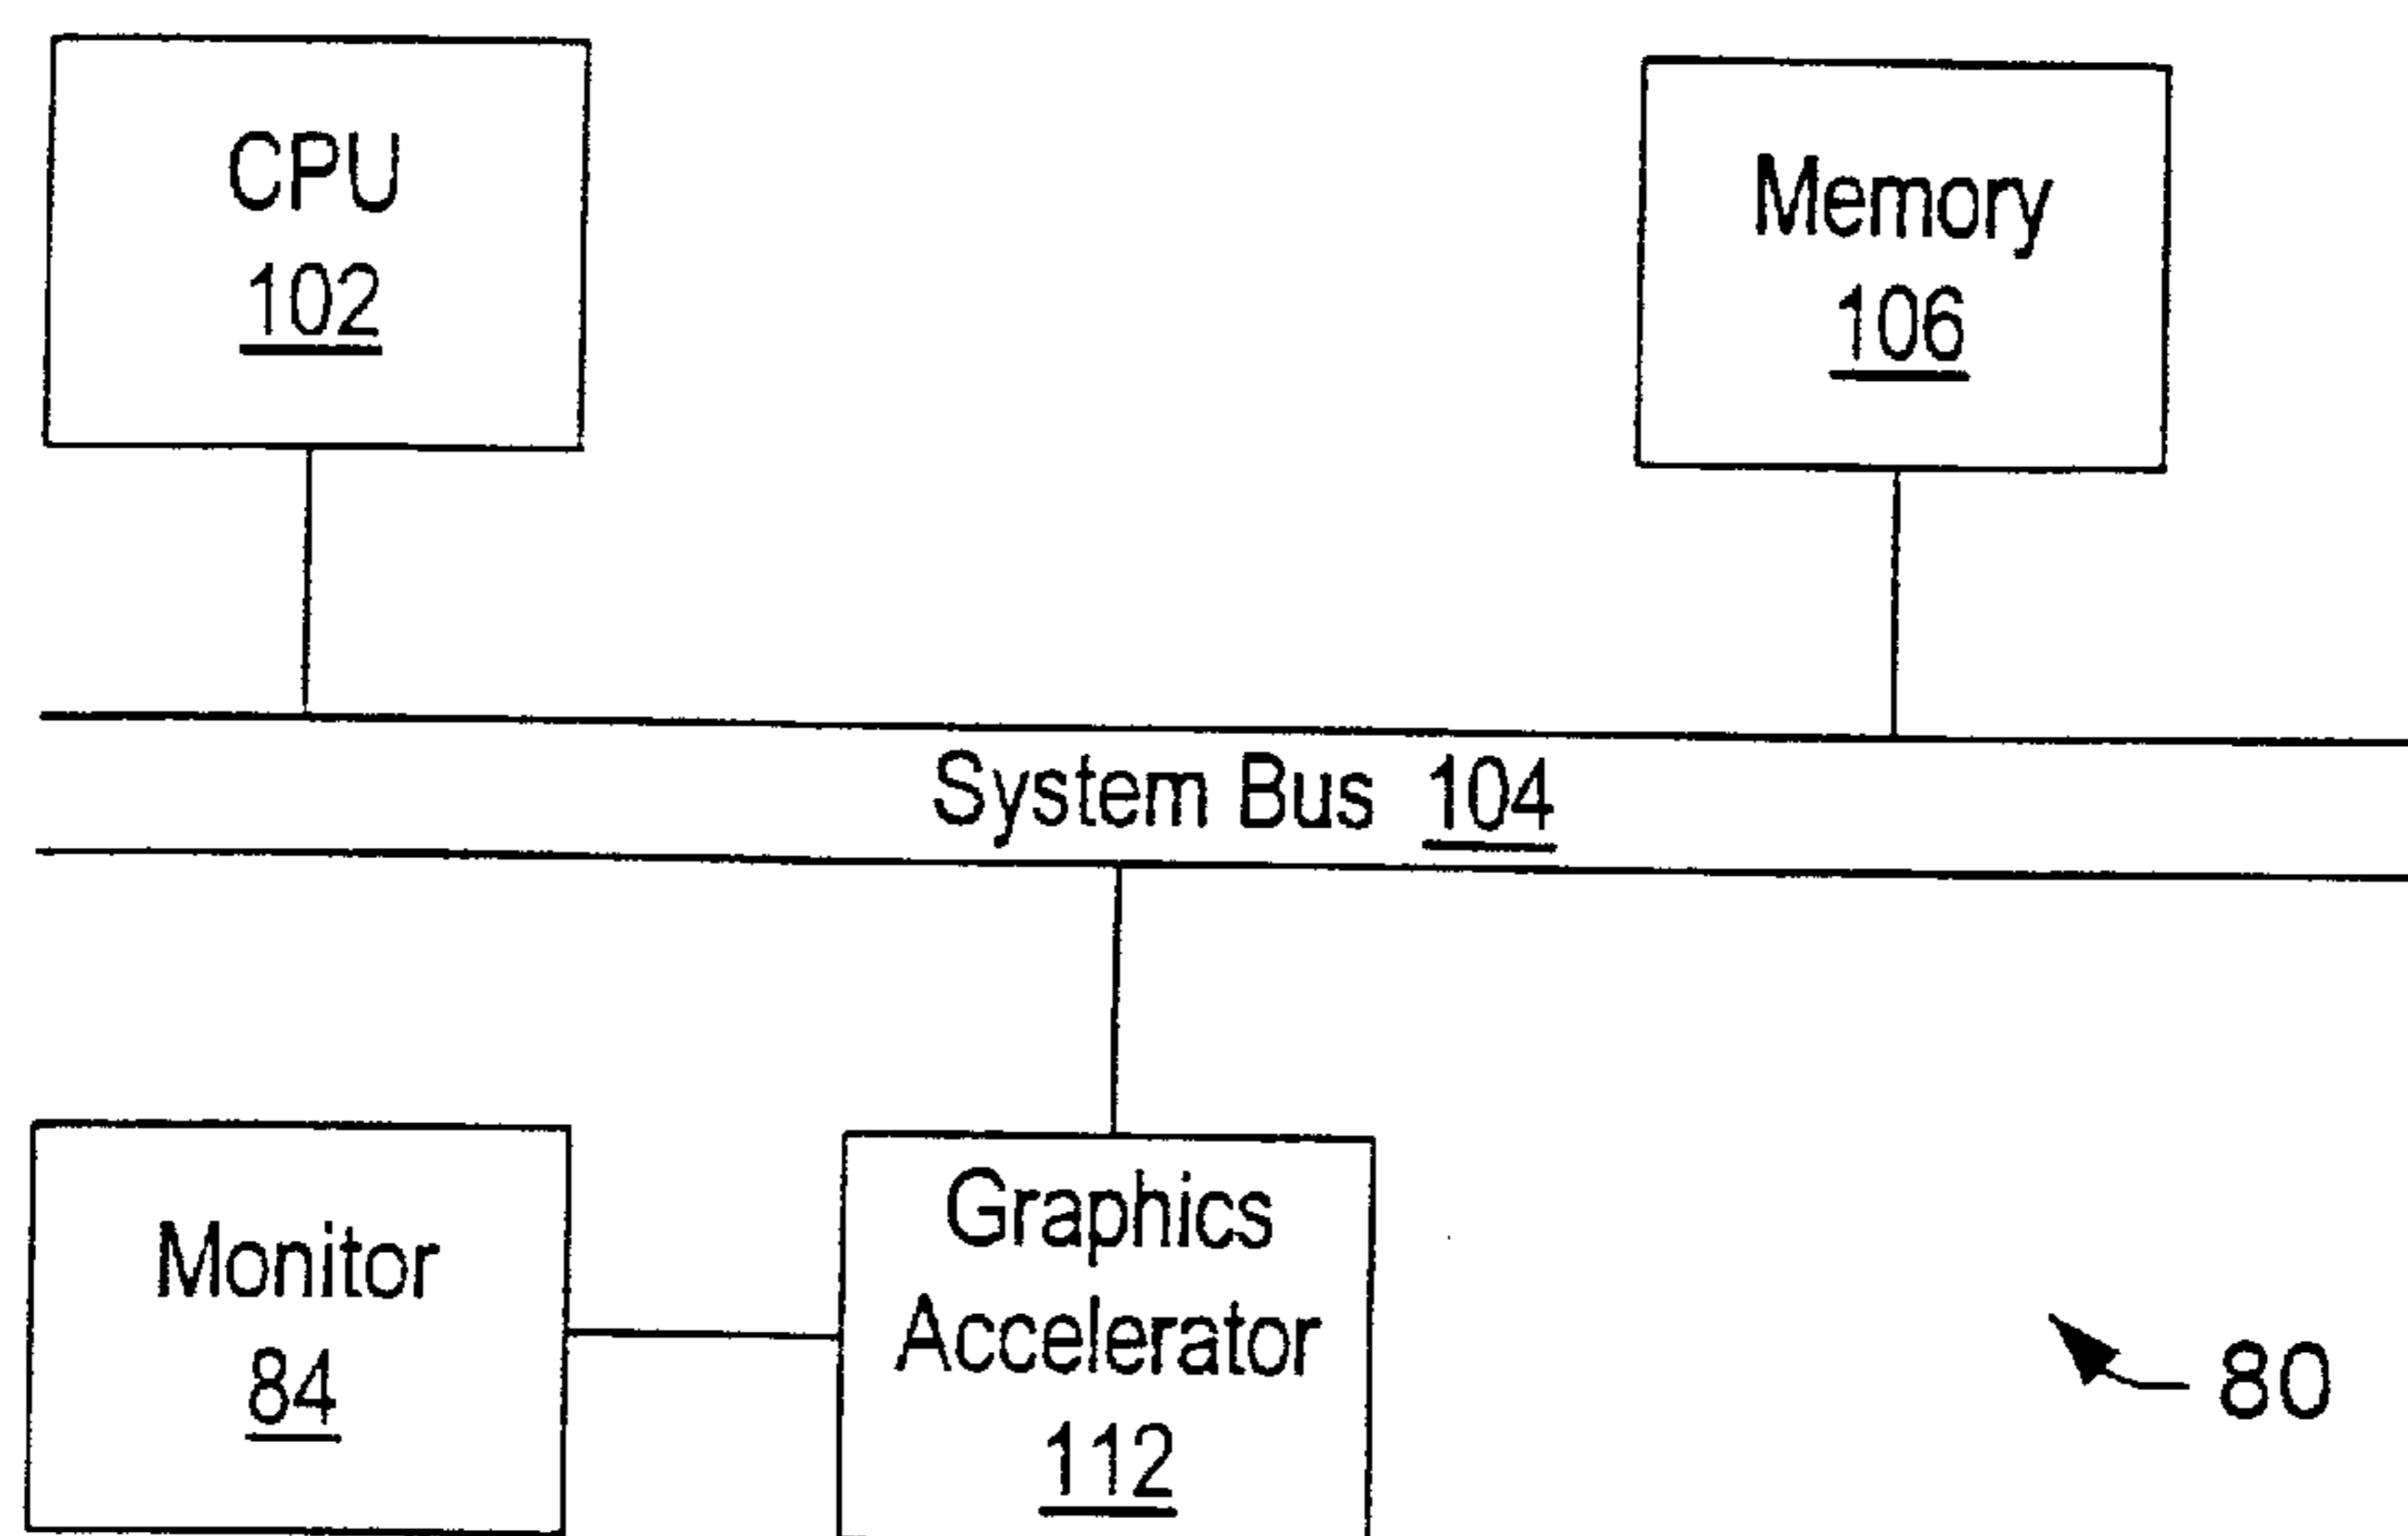 CPU
102
Memory
106
System Bus 104
Monitor
84
Graphics
Accelerator
112
80